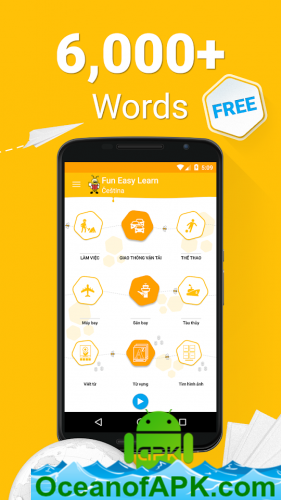 6,000+
Words
FREE
5:09
Fun Easy Learn
Čeština
LÀM VIỆC
GIAO THÔNG VẬN TẢI
THỂ THAO
Máy bay
Sân bay
Tàu thủy
Viết từ
Từ vựng
Tìm hình ảnh
APK
OceanofAPK.com